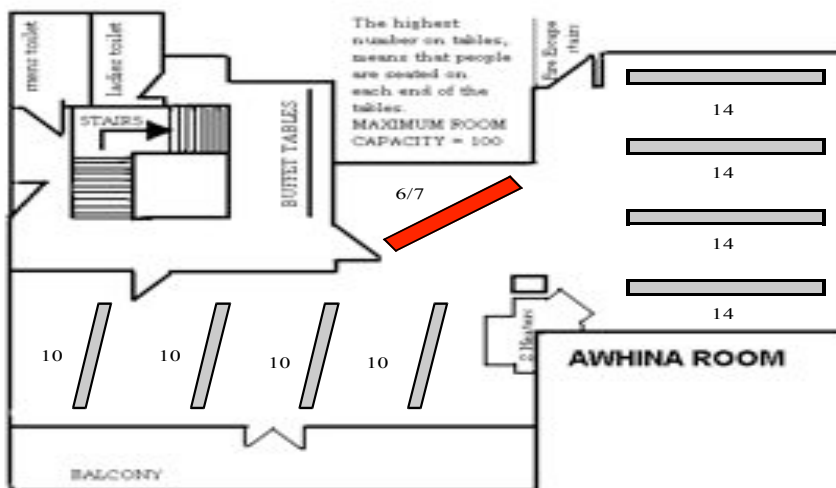 mens toilet
ladies toilet
STAIRS
BUFFET TABLES
The highest
number on tables,
means that people
are seated on
each end of the
tables.
MAXIMUM ROOM
CAPACITY = 100
Fire Escape
stairs
14
14
14
14
6/7
10
10
10
10
Heaters
AWHINA ROOM
BALCONY